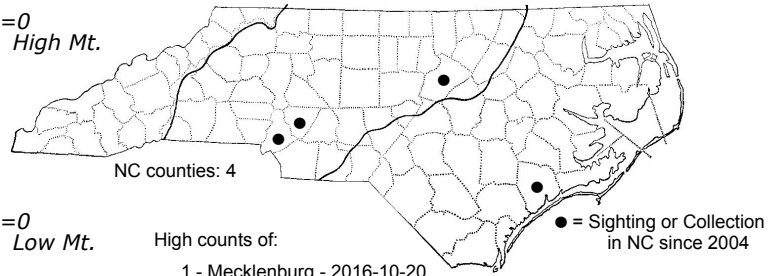 =0
High Mt.
NC counties: 4
=0
Low Mt.
High counts of:
● = Sighting or Collection
in NC since 2004
1 - Mecklenburg - 2016-10-20